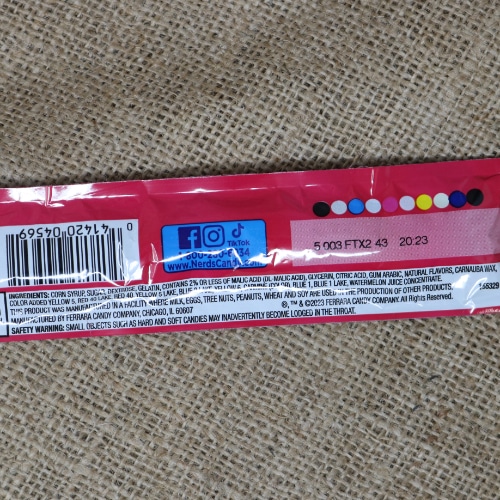 0 41420 04569
TikTok
www.NerdsCandy.com
5 903 FTX2 43 20:23
INGREDIENTS: CORN SYRUP, SUGAR, DEXTROSE, GELATIN, CONTAINS 2% OR LESS OF MALIC ACID (DL MALIC ACID), GLYCERIN, CITRIC ACID, GUM ARABIC, NATURAL FLAVORS, CARNAUBA WAX,
COLOR ADDED YELLOW 5, RED 40 LAKE, RED 40, YELLOW 5 LAKE, BLUE 1, BLUE 1 LAKE, WATERMELON JUICE CONCENTRATE.
THIS PRODUCT WAS MANUFACTURED IN A FACILITY WHERE MILK, EGGS, TREE NUTS, PEANUTS, WHEAT AND SOY ARE USED IN THE PRODUCTION OF OTHER PRODUCTS.
MANUFACTURED BY FERRARA CANDY COMPANY, CHICAGO, IL 60607
®, ™ & ©2023 FERRARA CANDY COMPANY. All Rights Reserved.
SAFETY WARNING: SMALL OBJECTS SUCH AS HARD AND SOFT CANDIES MAY INADVERTENTLY BECOME LODGED IN THE THROAT.